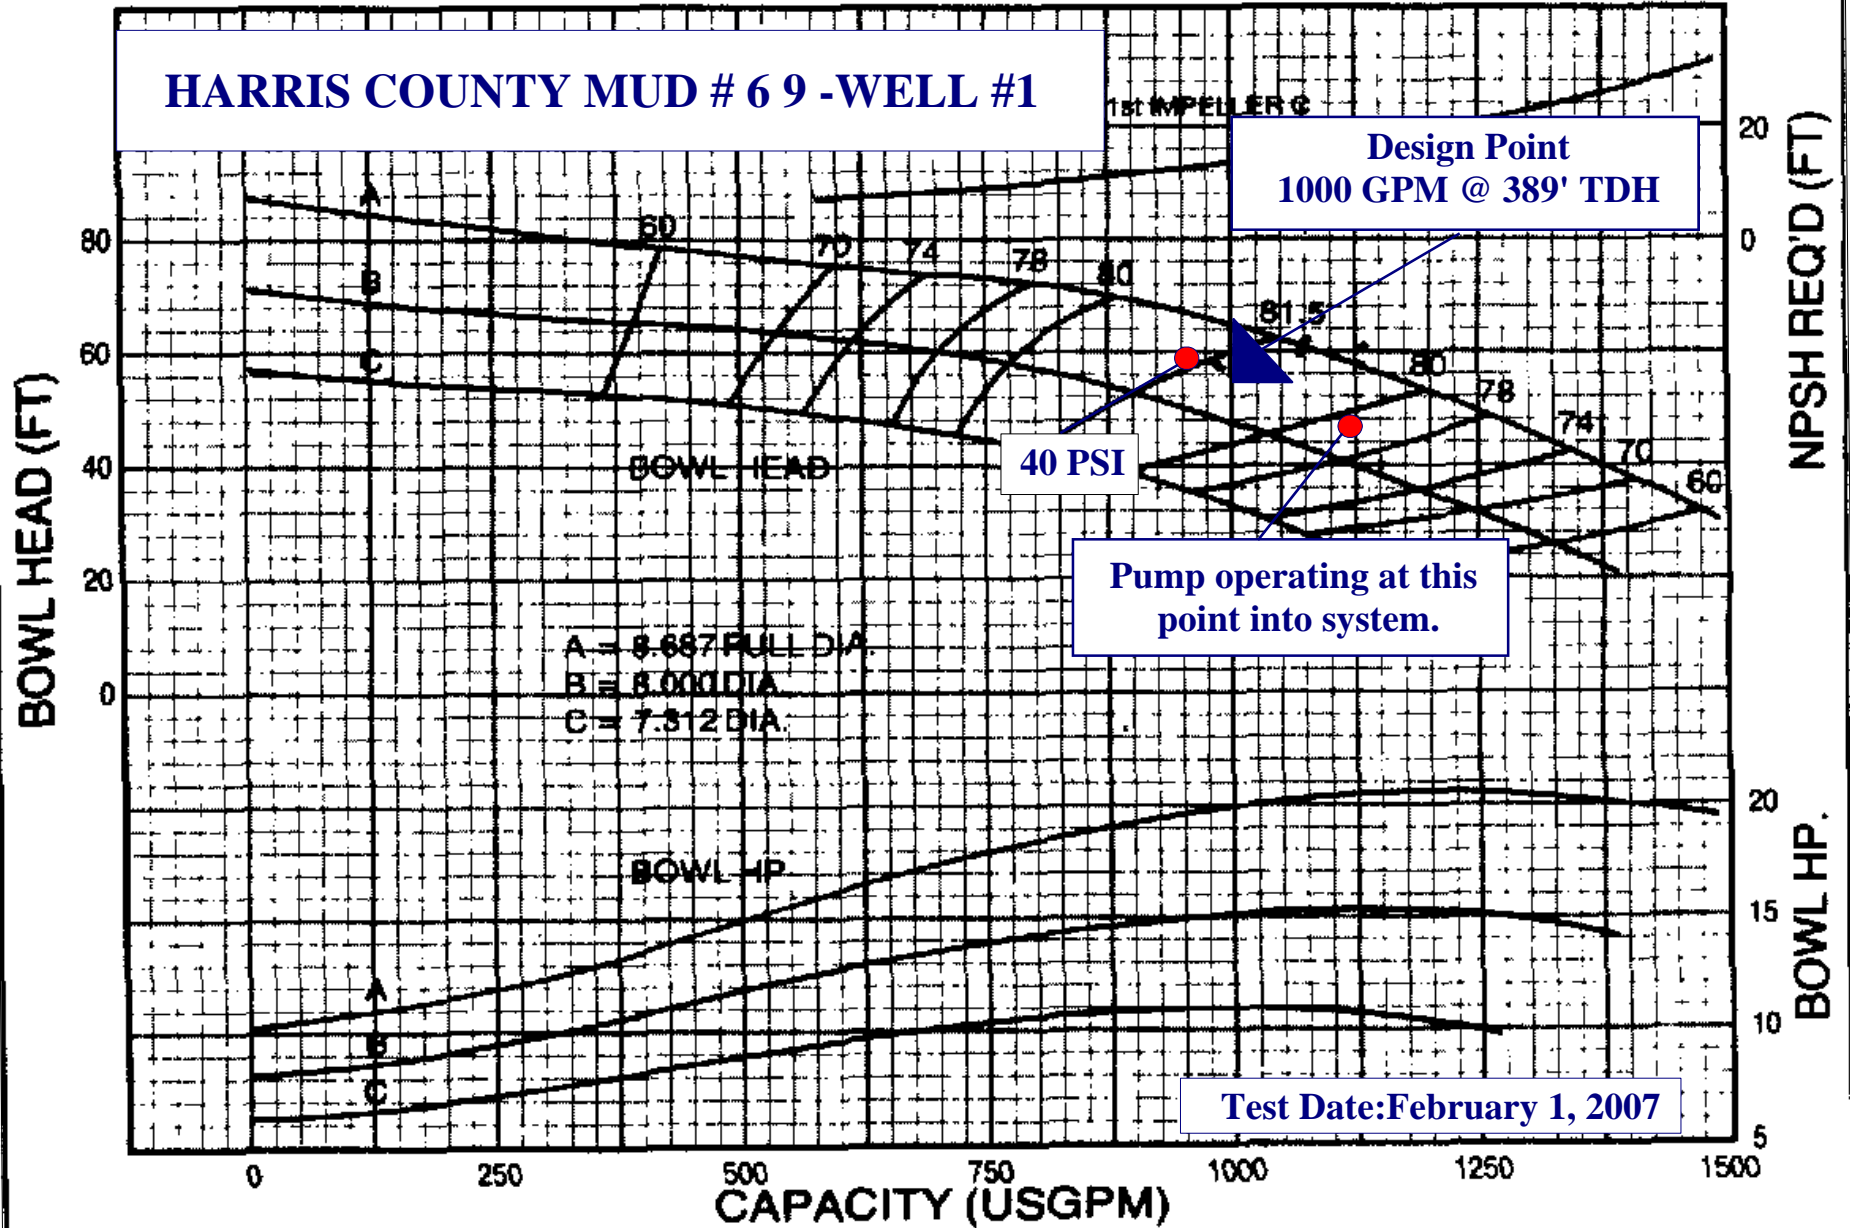 HARRIS COUNTY MUD # 6 9 -WELL #1
1st IMPELLER
Design Point
1000 GPM @ 389' TDH
20
0
NPSH REQ'D (FT)
A
B
C
60
70
74
78
80
81.5
80
78
74
70
60
80
60
40
20
0
BOWL HEAD (FT)
BOWL HEAD
40 PSI
Pump operating at this
point into system.
A = 8.687 FULL DIA.
B = 8.000 DIA.
C = 7.312 DIA.
BOWL HP
A
B
C
20
15
10
5
BOWL HP.
Test Date:February 1, 2007
0 250 500 750 1000 1250 1500
CAPACITY (USGPM)